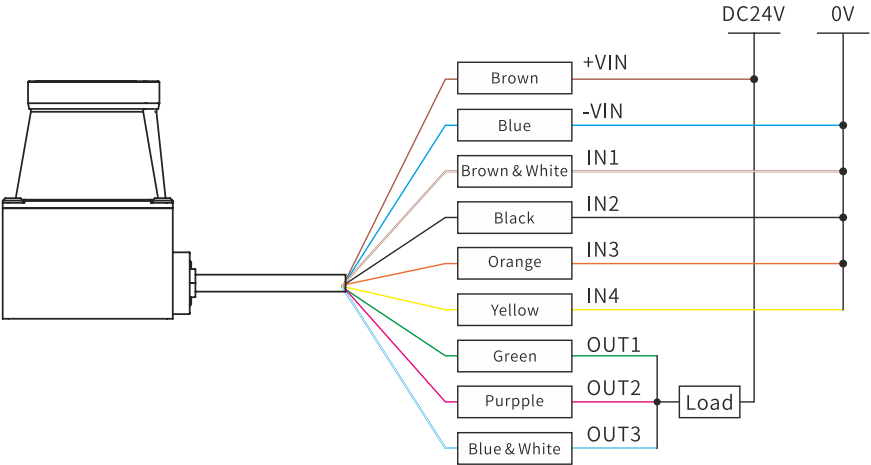 DC24V 0V
Brown +VIN
Blue -VIN
Brown & White IN1
Black IN2
Orange IN3
Yellow IN4
Green OUT1
Purpple OUT2
Load
Blue & White OUT3